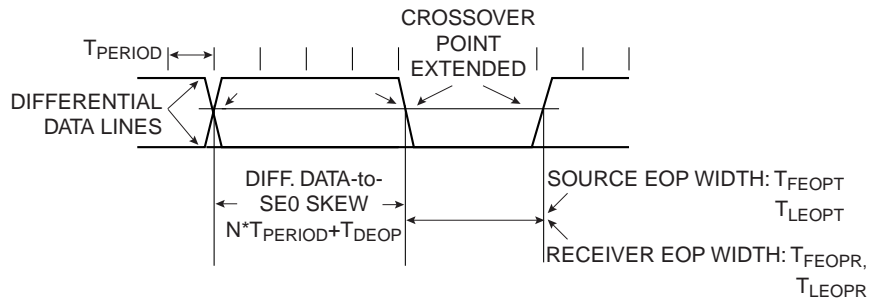 CROSSOVER
POINT
EXTENDED
TPERIOD
DIFFERENTIAL
DATA LINES
DIFF. DATA-to-
SE0 SKEW
N*TPERIOD+TDEOP
SOURCE EOP WIDTH: TFEOPT
TLEOPT
RECEIVER EOP WIDTH: TFEOPR,
TLEOPR